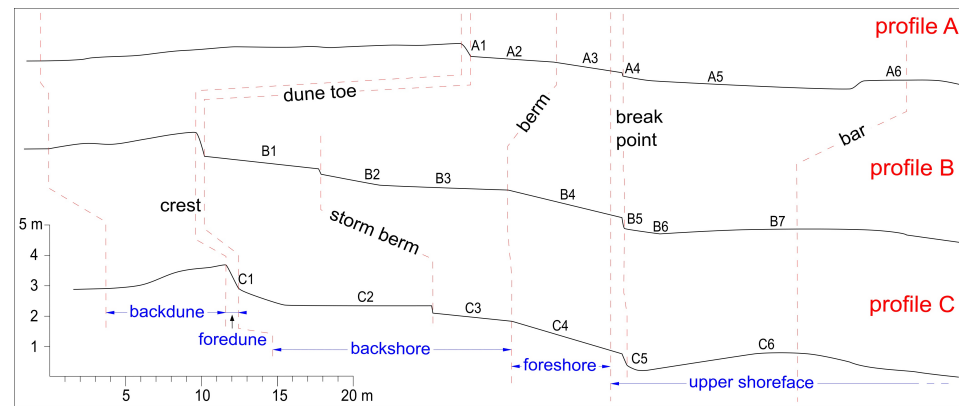 profile A
A1
A2
A3
A4
A5
A6
dune toe
berm
break
point
bar
profile B
B1
B2
B3
B4
B5
B6
B7
crest
storm berm
profile C
5 m
4
3
2
1
C1
C2
C3
C4
C5
C6
backdune
foredune
backshore
foreshore
upper shoreface
5
10
15
20 m